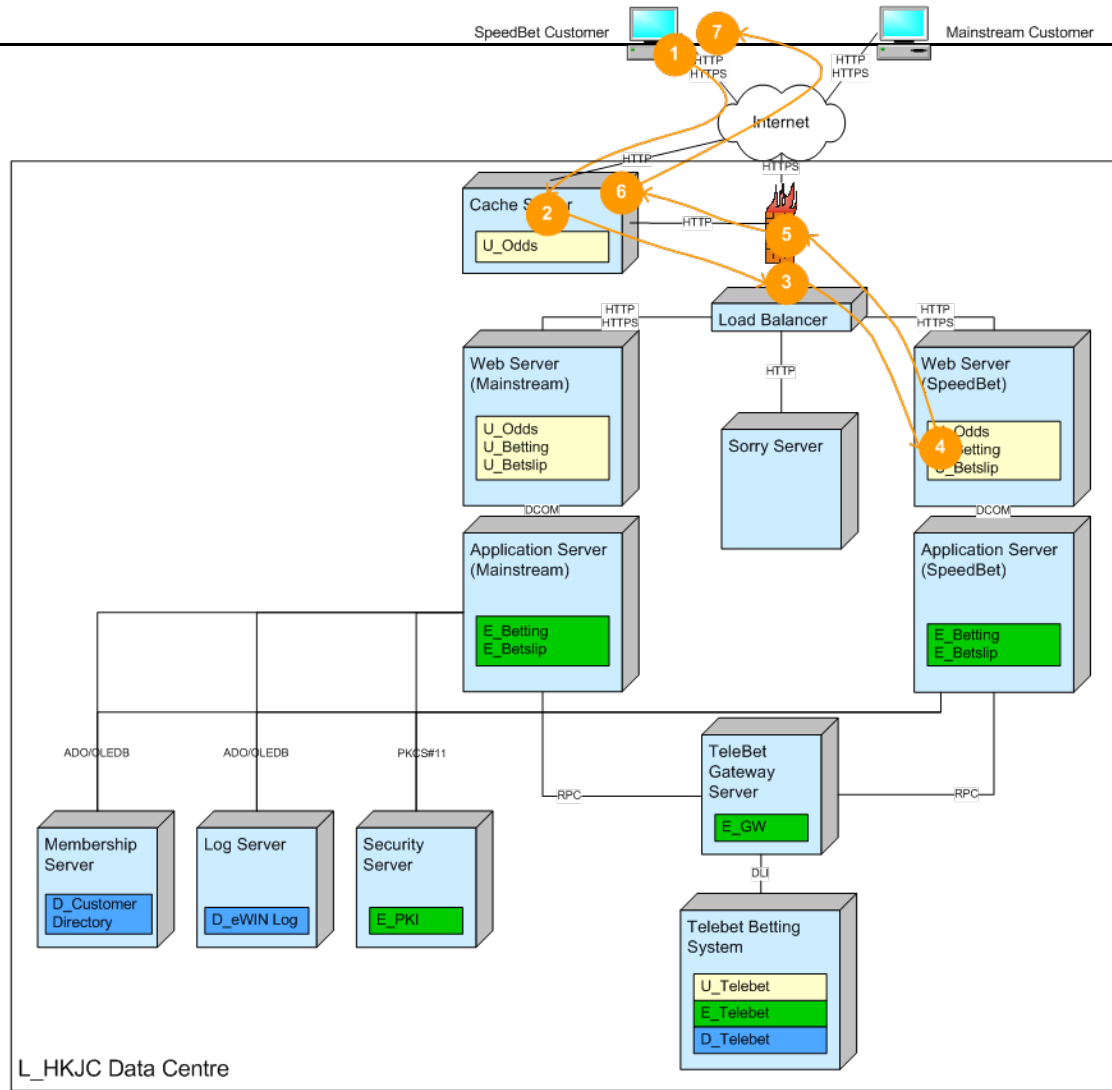 SpeedBet Customer
7
Mainstream Customer
1
HTTP
HTTPS
HTTP
HTTPS
Internet
HTTP
HTTPS
Cache Server
2
6
U_Odds
HTTP
5
3
Load Balancer
HTTP
HTTPS
HTTP
HTTPS
HTTP
Web Server
(Mainstream)
U_Odds
U_Betting
U_Betslip
Sorry Server
Web Server
(SpeedBet)
U_Odds
U_Betting
U_Betslip
4
DCOM
DCOM
Application Server
(Mainstream)
E_Betting
E_Betslip
Application Server
(SpeedBet)
E_Betting
E_Betslip
ADO/OLEDB
ADO/OLEDB
PKCS#11
RPC
RPC
TeleBet
Gateway
Server
E_GW
DLI
Membership
Server
D_Customer
Directory
Log Server
D_eWIN Log
Security
Server
E_PKI
Telebet Betting
System
U_Telebet
E_Telebet
D_Telebet
L_HKJC Data Centre